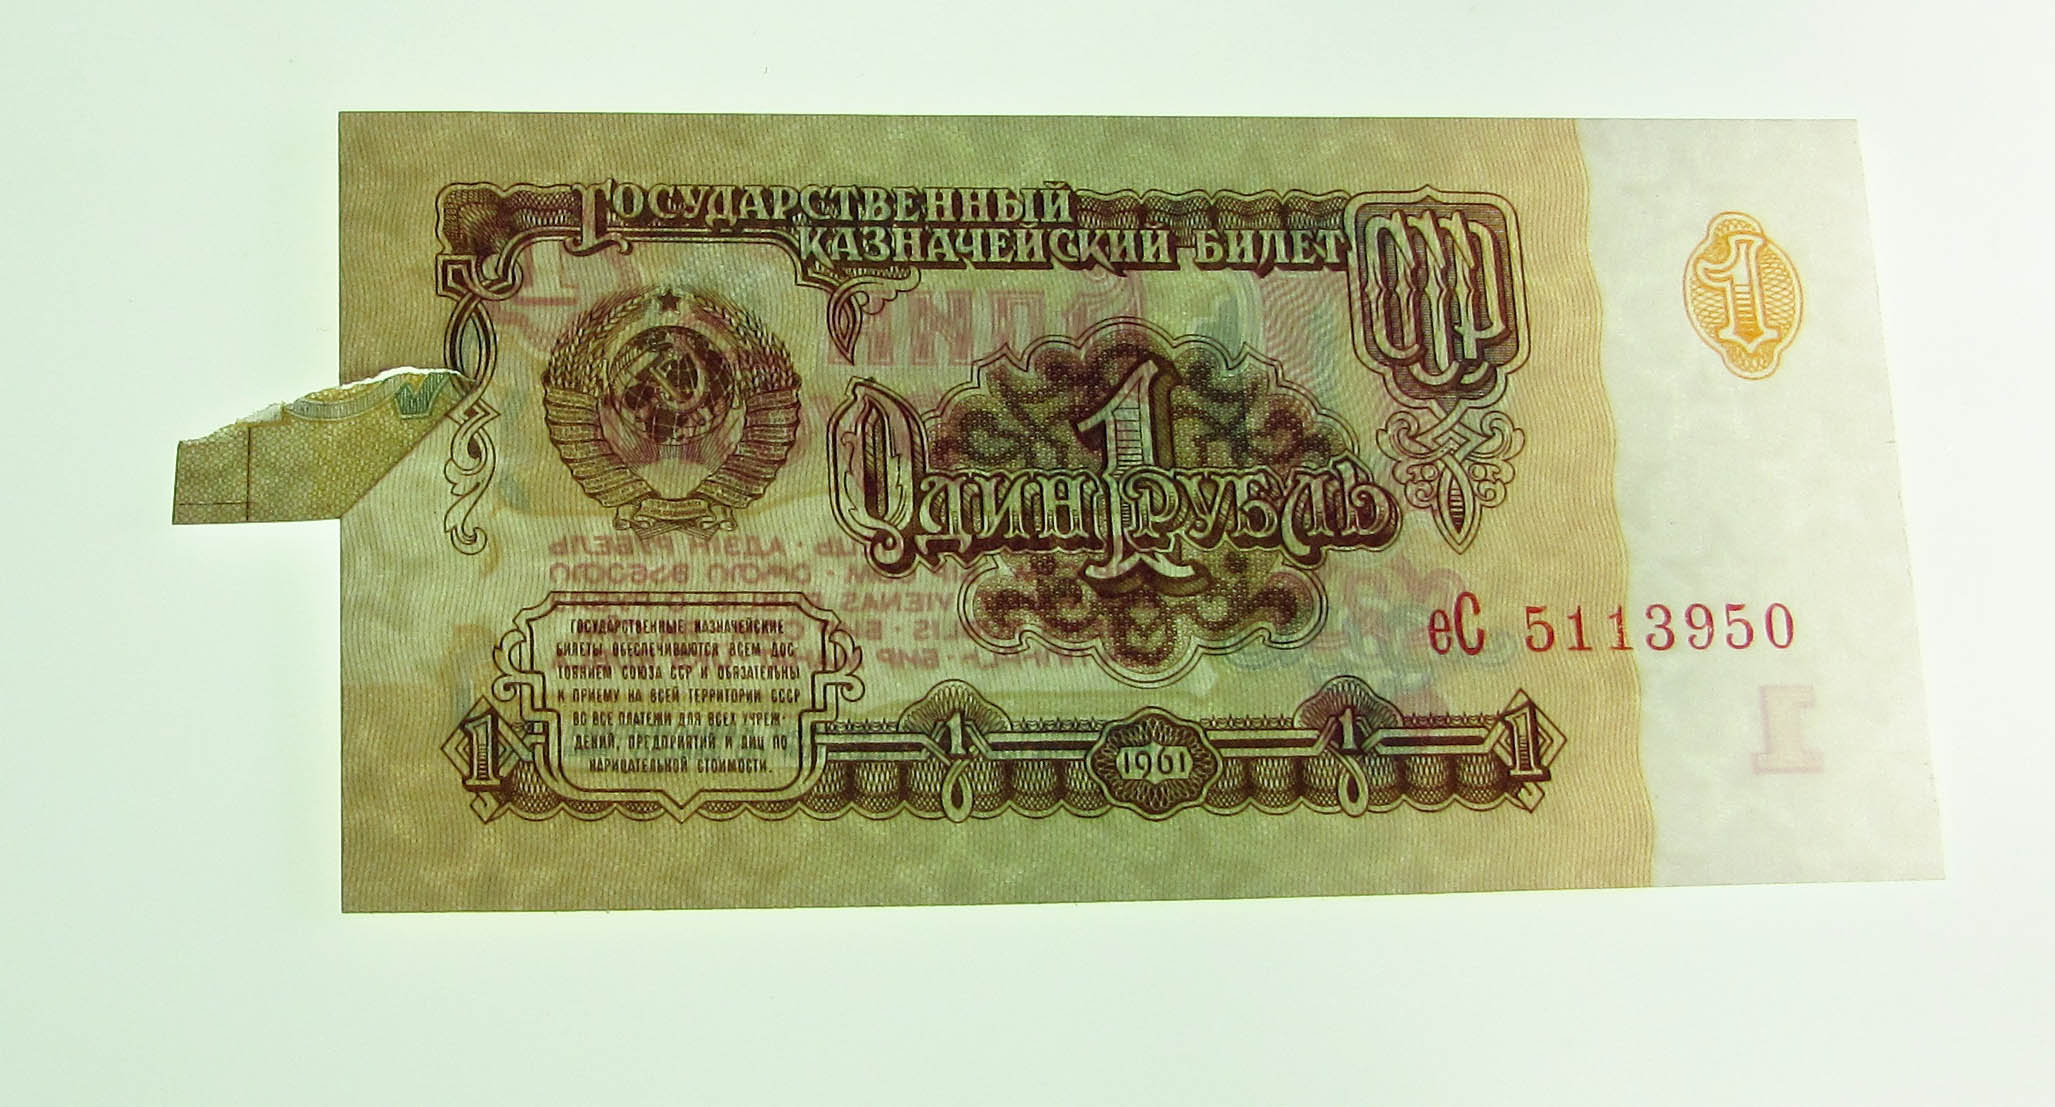 Государственный
казначейский билет
1
Один 1 рубль
еС 5113950
ГОСУДАРСТВЕННЫЕ КАЗНАЧЕЙСКИЕ
БИЛЕТЫ ОБЕСПЕЧИВАЮТСЯ ВСЕМ ДОС-
ТОЯНИЕМ СОЮЗА ССР И ОБЯЗАТЕЛЬНЫ
К ПРИЕМУ НА ВСЕЙ ТЕРРИТОРИИ СССР
ВО ВСЕ ПЛАТЕЖИ ДЛЯ ВСЕХ УЧРЕЖ-
ДЕНИЙ, ПРЕДПРИЯТИЙ И ЛИЦ ПО
НАРИЦАТЕЛЬНОЙ СТОИМОСТИ.
1 1 1961 1 1
1